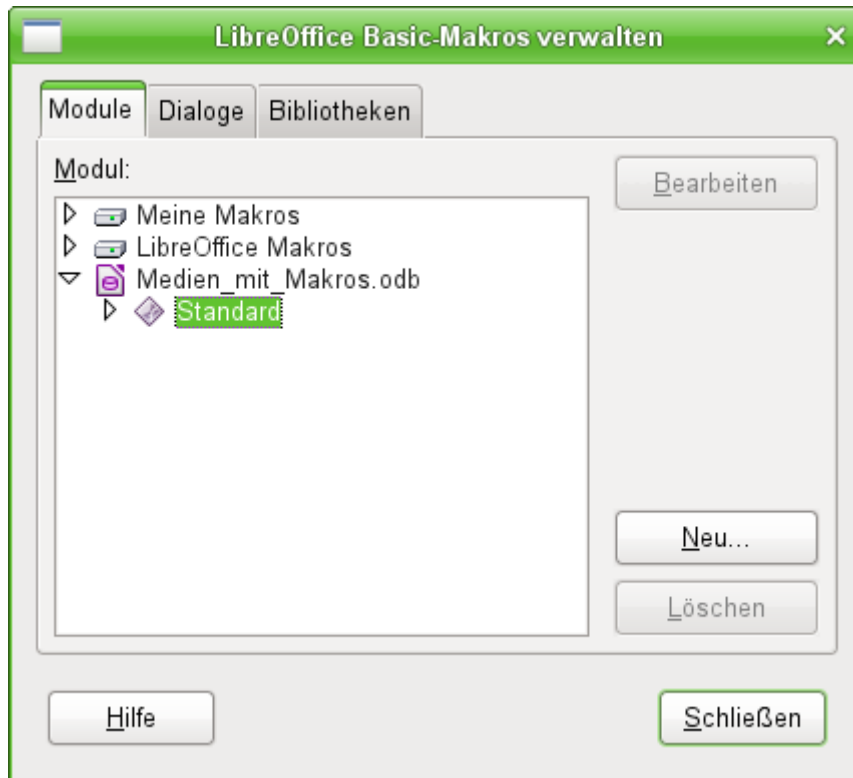 LibreOffice Basic-Makros verwalten
Module Dialoge Bibliotheken
Modul:
Bearbeiten
Meine Makros
LibreOffice Makros
Medien_mit_Makros.odb
Standard
Neu...
Löschen
Hilfe
Schließen